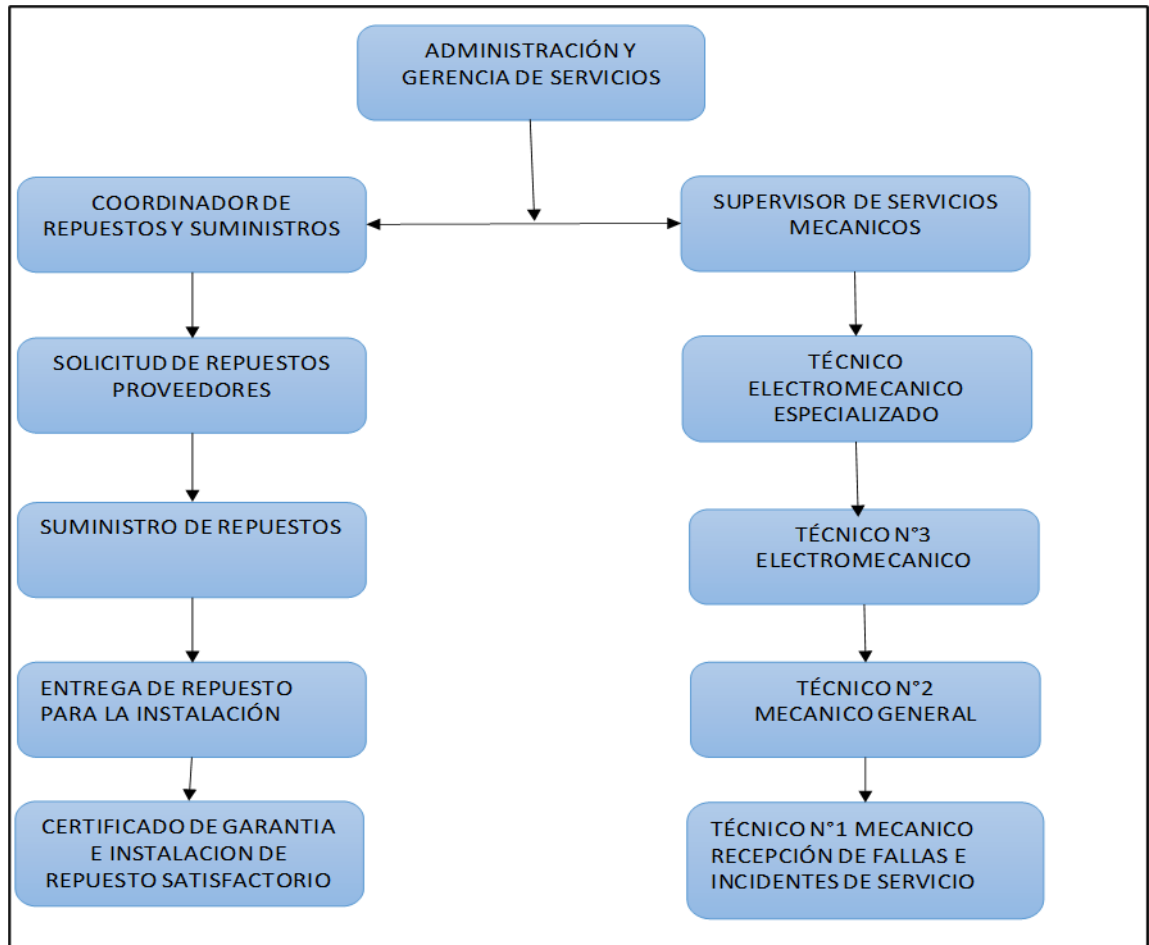 ADMINISTRACIÓN Y
GERENCIA DE SERVICIOS
COORDINADOR DE
REPUESTOS Y SUMINISTROS
SUPERVISOR DE SERVICIOS
MECANICOS
SOLICITUD DE REPUESTOS
PROVEEDORES
TÉCNICO
ELECTROMECANICO
ESPECIALIZADO
SUMINISTRO DE REPUESTOS
TÉCNICO N°3
ELECTROMECANICO
ENTREGA DE REPUESTO
PARA LA INSTALACIÓN
TÉCNICO N°2
MECANICO GENERAL
CERTIFICADO DE GARANTIA
E INSTALACION DE
REPUESTO SATISFACTORIO
TÉCNICO N°1 MECANICO
RECEPCIÓN DE FALLAS E
INCIDENTES DE SERVICIO